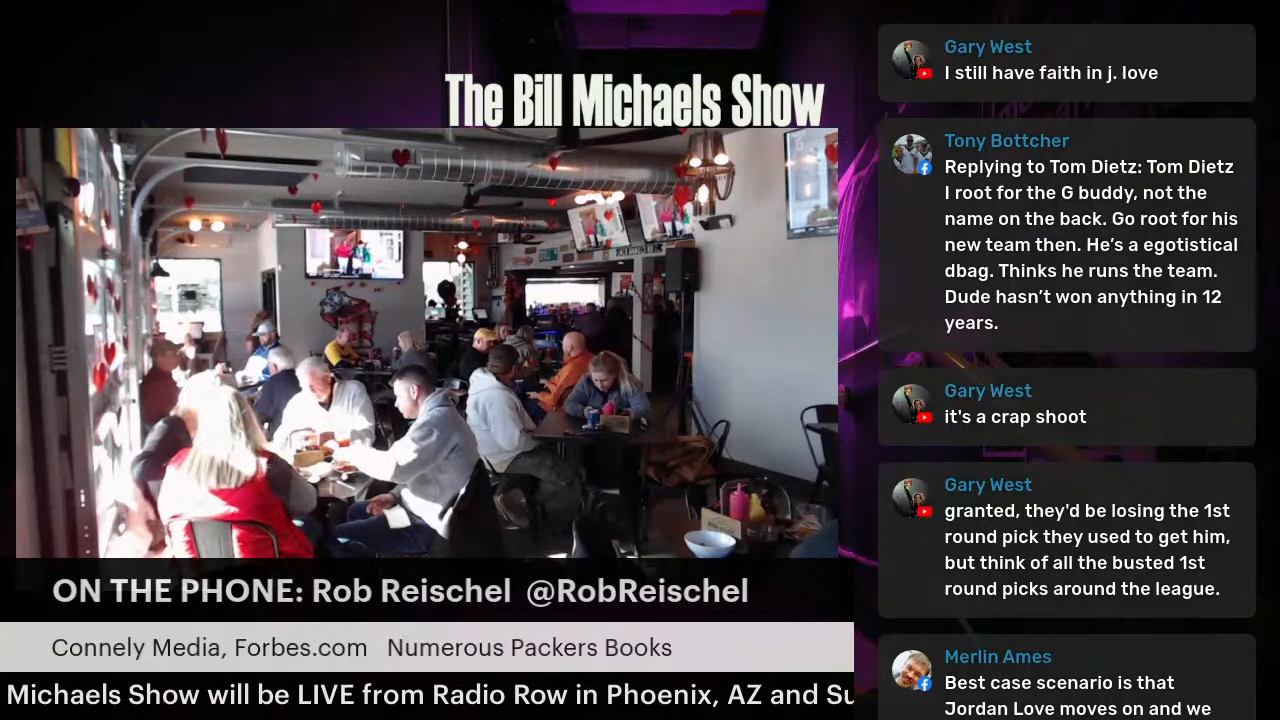 The Bill Michaels Show
ON THE PHONE: Rob Reischel @RobReischel
Connely Media, Forbes.com Numerous Packers Books
Michaels Show will be LIVE from Radio Row in Phoenix, AZ and Su
Gary West
I still have faith in j. love
Tony Bottcher
Replying to Tom Dietz: Tom Dietz
I root for the G buddy, not the
name on the back. Go root for his
new team then. He’s a egotistical
dbag. Thinks he runs the team.
Dude hasn’t won anything in 12
years.
Gary West
it's a crap shoot
Gary West
granted, they'd be losing the 1st
round pick they used to get him,
but think of all the busted 1st
round picks around the league.
Merlin Ames
Best case scenario is that
Jordan Love moves on and we